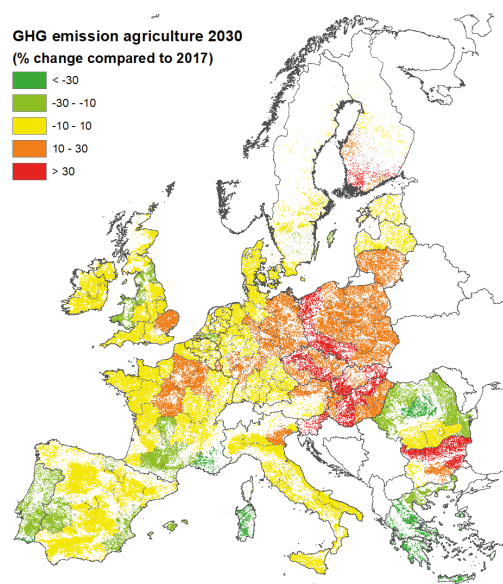 GHG emission agriculture 2030
(% change compared to 2017)
< -30
-30 - -10
-10 - 10
10 - 30
> 30